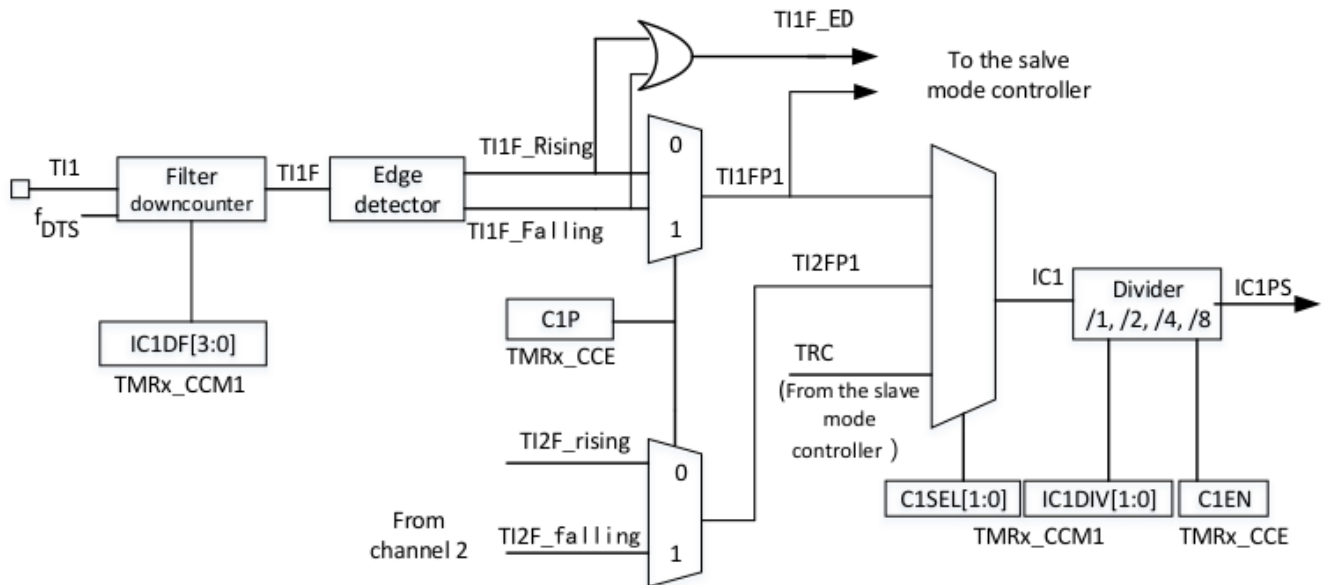 TI1F_ED
To the salve
mode controller
TI1F_Rising
0
TI1
Filter
downcounter
TI1F
Edge
detector
TI1FP1
fDTS
TI1F_Falling
1
TI2FP1
IC1
Divider
/1, /2, /4, /8
IC1PS
C1P
TMRx_CCE
IC1DF[3:0]
TMRx_CCM1
TRC
(From the slave
mode
controller )
TI2F_rising
0
C1SEL[1:0]
IC1DIV[1:0]
C1EN
TMRx_CCM1
TMRx_CCE
From
channel 2
TI2F_falling
1